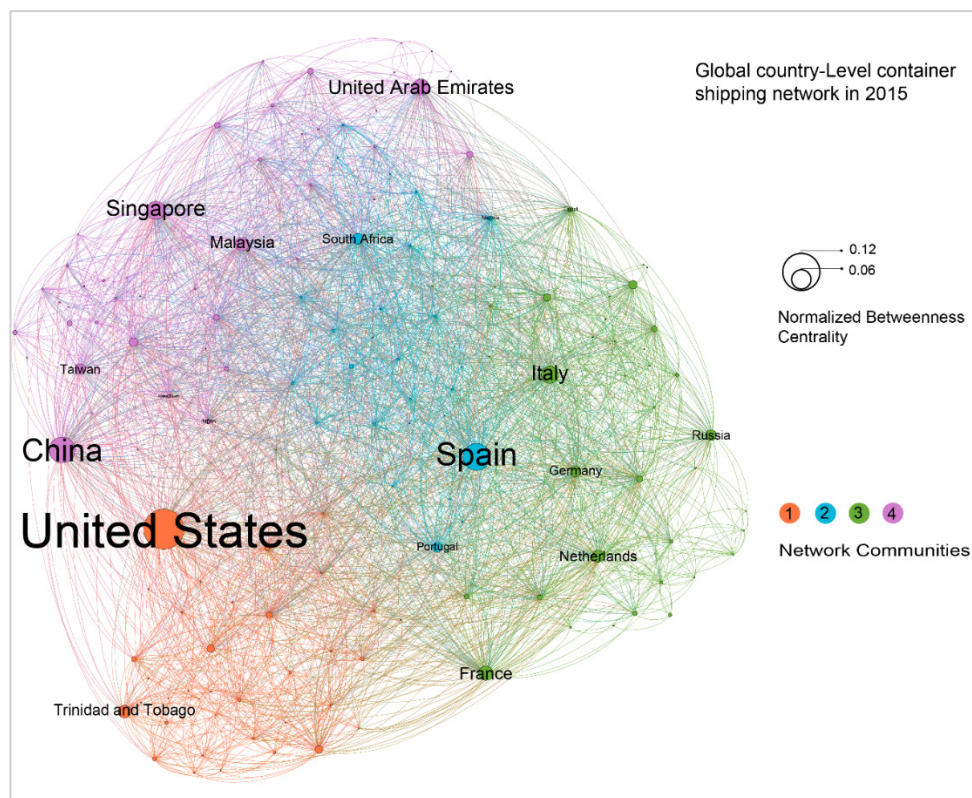 Global country-Level container
shipping network in 2015
United Arab Emirates
Singapore
Malaysia
South Africa
0.12
0.06
Normalized Betweenness
Centrality
Taiwan
Italy
China
Spain
Russia
Germany
United States
1 2 3 4
Network Communities
Portugal
Netherlands
France
Trinidad and Tobago